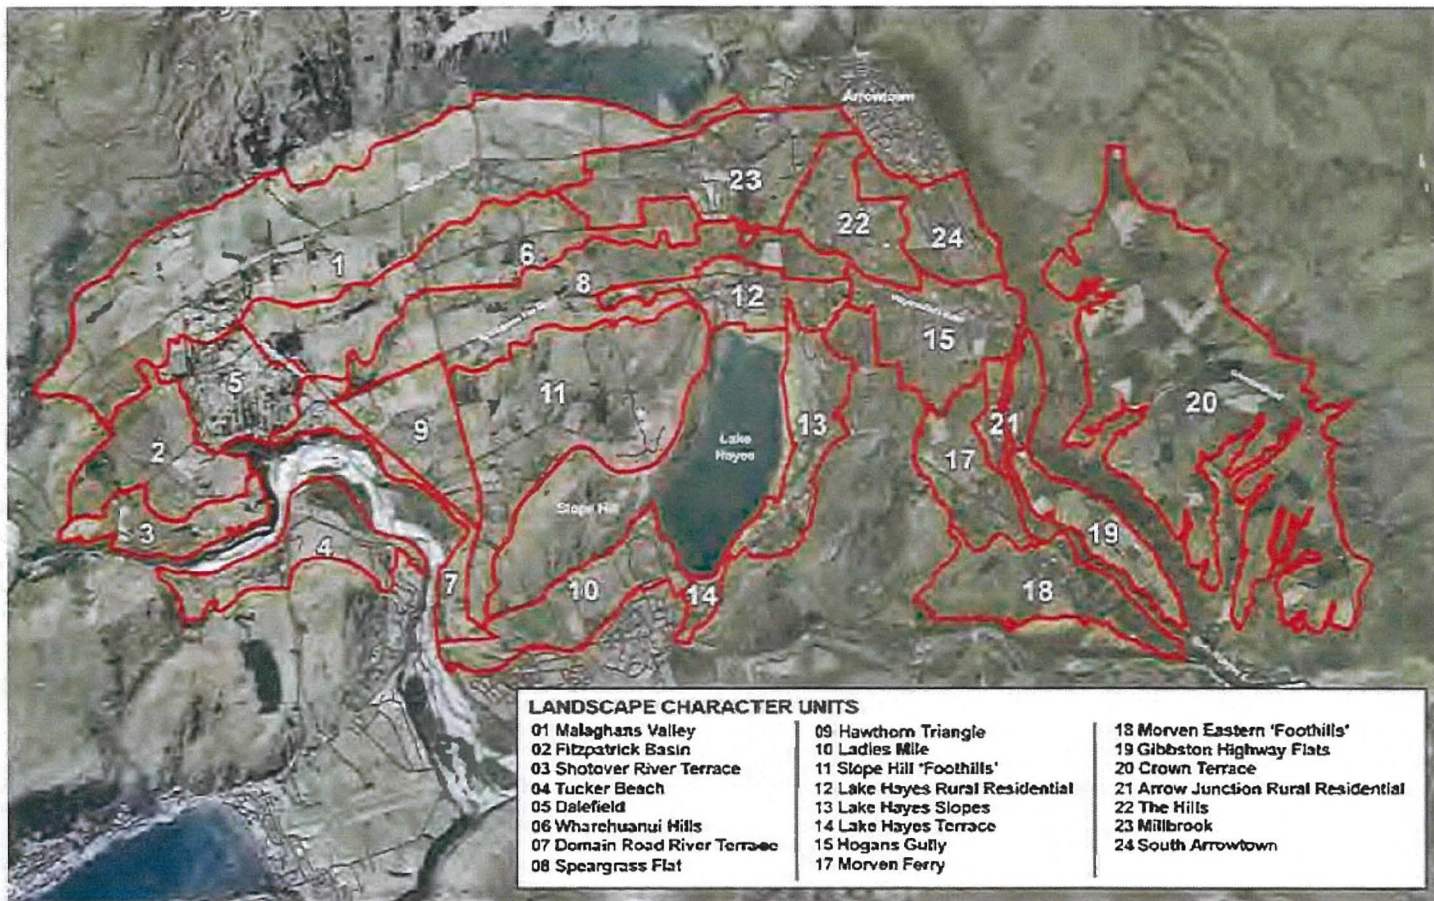 Arrowtown
23
22
24
1
6
8
12
15
5
11
20
9
13
21
2
Lake
Hayes
17
Slope Hill
3
19
4
7
10
14
18
LANDSCAPE CHARACTER UNITS
01 Malaghans Valley
02 Fitzpatrick Basin
03 Shotover River Terrace
04 Tucker Beach
05 Dalefield
06 Wharehuanui Hills
07 Domain Road River Terrace
08 Speargrass Flat
09 Hawthorn Triangle
10 Ladies Mile
11 Slope Hill 'Foothills'
12 Lake Hayes Rural Residential
13 Lake Hayes Slopes
14 Lake Hayes Terrace
15 Hogans Gully
17 Morven Ferry
18 Morven Eastern 'Foothills'
19 Gibbston Highway Flats
20 Crown Terrace
21 Arrow Junction Rural Residential
22 The Hills
23 Millbrook
24 South Arrowtown